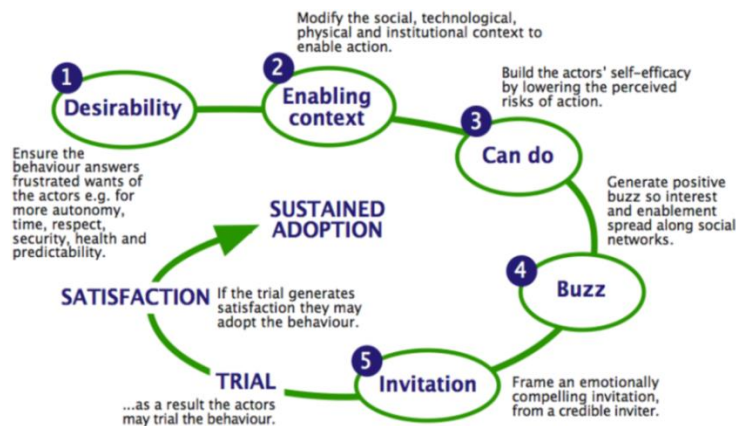 1
Desirability
Ensure the
behaviour answers
frustrated wants of
the actors e.g. for
more autonomy,
time, respect,
security, health and
predictability.
2
Enabling
context
Modify the social, technological,
physical and institutional context to
enable action.
3
Can do
Build the actors' self-efficacy
by lowering the perceived
risks of action.
4
Buzz
Generate positive
buzz so interest
and enablement
spread along social
networks.
5
Invitation
Frame an emotionally
compelling invitation,
from a credible inviter.
TRIAL
...as a result the actors
may trial the behaviour.
SATISFACTION
If the trial generates
satisfaction they may
adopt the behaviour.
SUSTAINED
ADOPTION